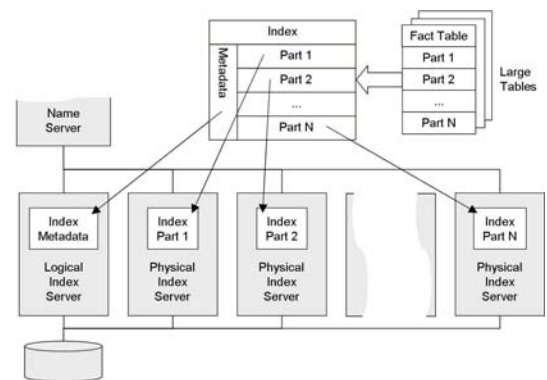 Index
Metadata
Part 1
Part 2
...
Part N
Fact Table
Part 1
Part 2
...
Part N
Large
Tables
Name
Server
Index
Metadata
Logical
Index
Server
Index
Part 1
Physical
Index
Server
Index
Part 2
Physical
Index
Server
Index
Part N
Physical
Index
Server